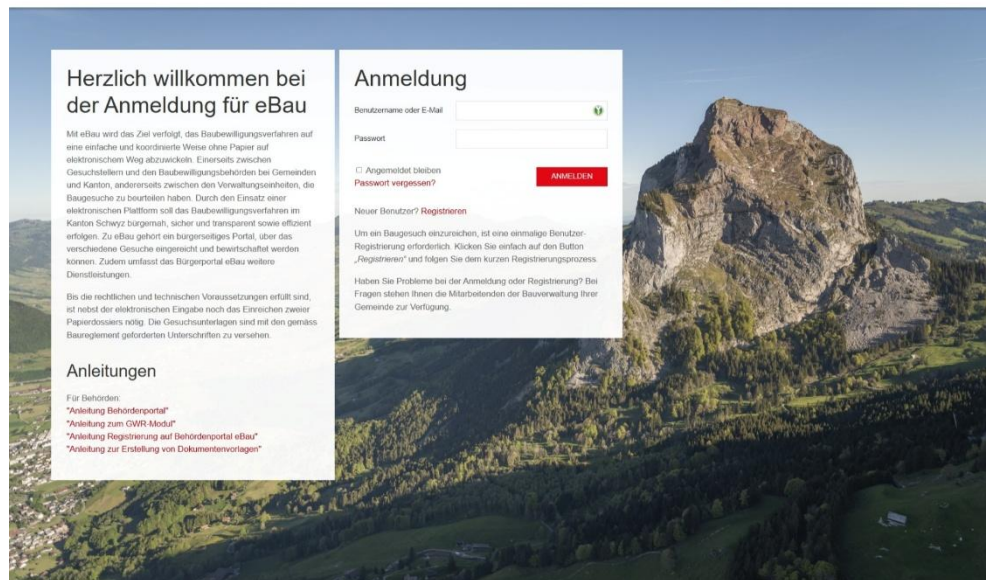 Herzlich willkommen bei
der Anmeldung für eBau
Mit eBau wird das Ziel verfolgt, das Baubewilligungsverfahren auf
eine einfache und koordinierte Weise ohne Papier auf
elektronischem Weg abzuwickeln. Einerseits zwischen
Gesuchstellern und den Baubewilligungsbehörden bei Gemeinden
und Kanton, andererseits zwischen den Verwaltungseinheiten, die
Baugesuche zu beurteilen haben. Durch den Einsatz einer
elektronischen Plattform soll das Baubewilligungsverfahren im
Kanton Schwyz bürgernah, sicher und transparent sowie effizient
erfolgen. Zu eBau gehört ein bürgerseitiges Portal, über das
verschiedene Gesuche eingereicht und bewirtschaftet werden
können. Zudem umfasst das Bürgerportal eBau weitere
Dienstleistungen.
Bis die rechtlichen und technischen Voraussetzungen erfüllt sind,
ist nebst der elektronischen Eingabe noch das Einreichen zweier
Papierdossiers nötig. Die Gesuchsunterlagen sind mit den gemäss
Baureglement geforderten Unterschriften zu versehen.
Anleitungen
Für Behörden:
"Anleitung Behördenportal"
"Anleitung zum GWR-Modul"
"Anleitung Registrierung auf Behördenportal eBau"
"Anleitung zur Erstellung von Dokumentenvorlagen"
Anmeldung
Benutzername oder E-Mail
Passwort
Angemeldet bleiben
Passwort vergessen?
ANMELDEN
Neuer Benutzer? Registrieren
Um ein Baugesuch einzureichen, ist eine einmalige Benutzer-
Registrierung erforderlich. Klicken Sie einfach auf den Button
„Registrieren" und folgen Sie dem kurzen Registrierungsprozess.
Haben Sie Probleme bei der Anmeldung oder Registrierung? Bei
Fragen stehen Ihnen die Mitarbeitenden der Bauverwaltung Ihrer
Gemeinde zur Verfügung.